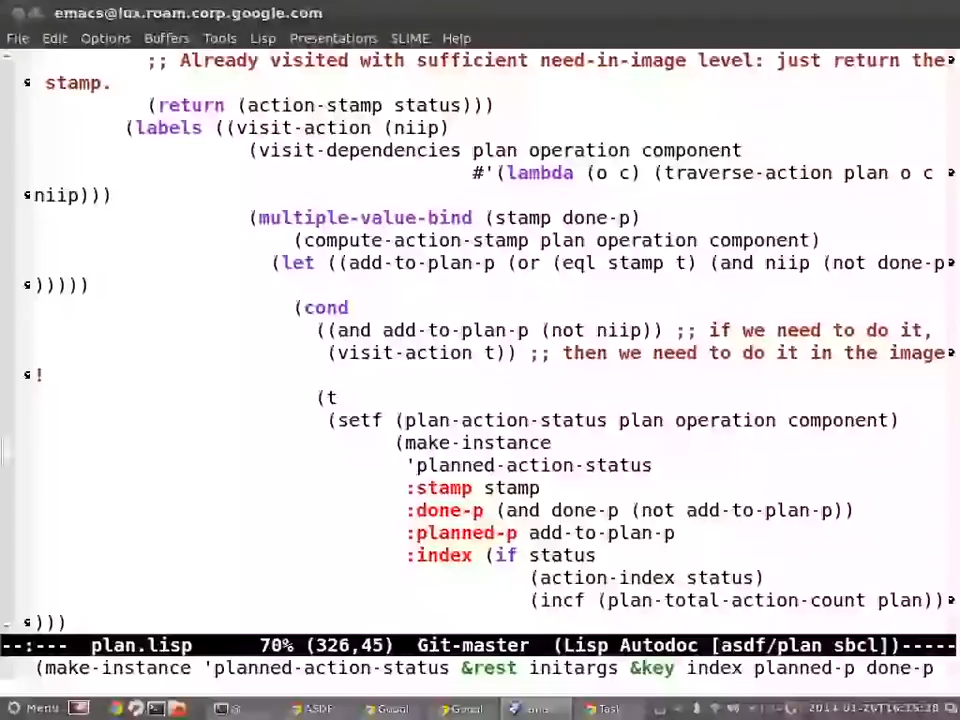 emacs@lux.roam.corp.google.com
File Edit Options Buffers Tools Lisp Presentations SLIME Help
;; Already visited with sufficient need-in-image level: just return the
stamp.
(return (action-stamp status)))
(labels ((visit-action (niip)
(visit-dependencies plan operation component
#'(lambda (o c) (traverse-action plan o c
niip)))
(multiple-value-bind (stamp done-p)
(compute-action-stamp plan operation component)
(let ((add-to-plan-p (or (eql stamp t) (and niip (not done-p
)))))
(cond
((and add-to-plan-p (not niip)) ;; if we need to do it,
(visit-action t)) ;; then we need to do it in the image
!
(t
(setf (plan-action-status plan operation component)
(make-instance
'planned-action-status
:stamp stamp
:done-p (and done-p (not add-to-plan-p))
:planned-p add-to-plan-p
:index (if status
(action-index status)
(incf (plan-total-action-count plan))
)))
--:--- plan.lisp 70% (326,45) Git-master (Lisp Autodoc [asdf/plan sbcl])-----
(make-instance 'planned-action-status &rest initargs &key index planned-p done-p
Menu ASDF Task